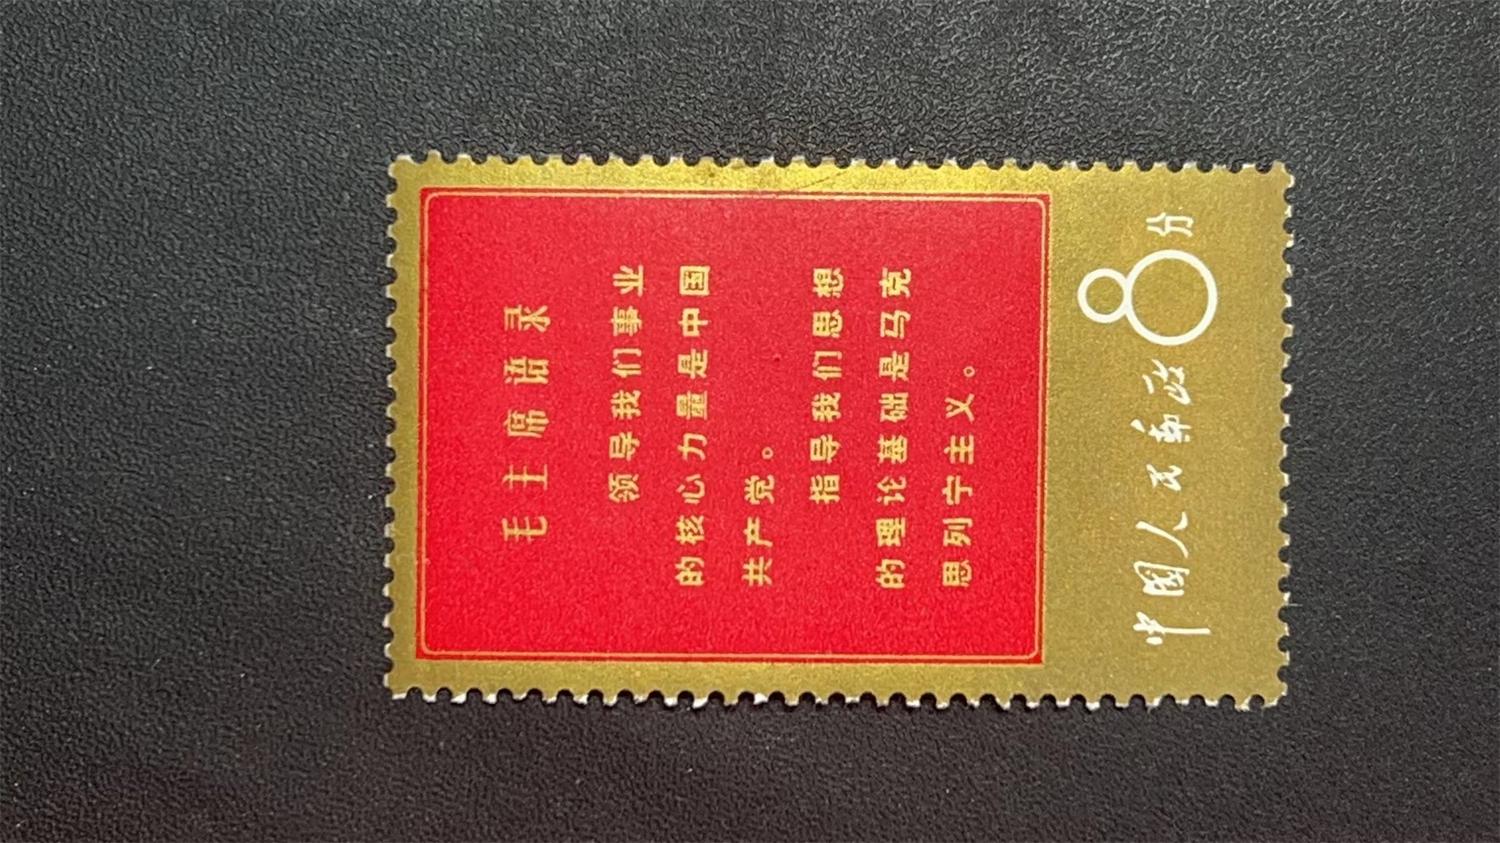 毛主席语录
领导我们事业
的核心力量是中国
共产党。
指导我们思想
的理论基础是马克
思列宁主义。
8分
中国人民邮政